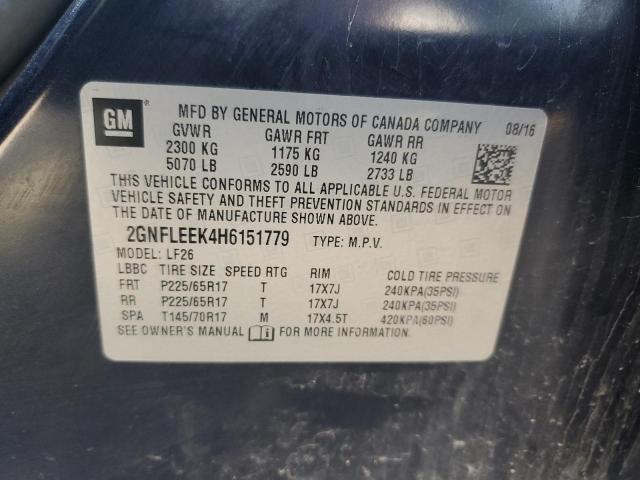 GM ®
MFD BY GENERAL MOTORS OF CANADA COMPANY 08/16
GVWR GAWR FRT GAWR RR
2300 KG 1175 KG 1240 KG
5070 LB 2590 LB 2733 LB
THIS VEHICLE CONFORMS TO ALL APPLICABLE U.S. FEDERAL MOTOR
VEHICLE SAFETY AND THEFT PREVENTION STANDARDS IN EFFECT ON
THE DATE OF MANUFACTURE SHOWN ABOVE.
2GNFLEEK4H6151779 TYPE: M.P.V.
MODEL: LF26
LBBC TIRE SIZE SPEED RTG RIM COLD TIRE PRESSURE
FRT P225/65R17 T 17X7J 240KPA(35PSI)
RR P225/65R17 T 17X7J 240KPA(35PSI)
SPA T145/70R17 M 17X4.5T 420KPA(60PSI)
SEE OWNER'S MANUAL FOR MORE INFORMATION.